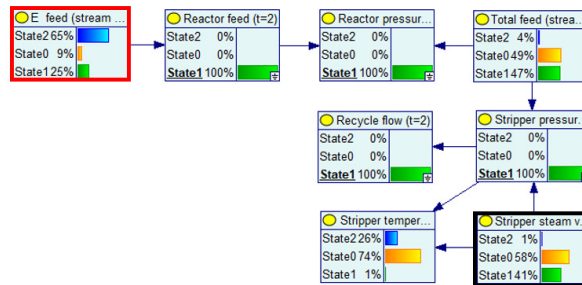 E feed (stream ...
State2 65%
State0 9%
State1 25%
Reactor feed (t=2)
State2 0%
State0 0%
State1 100%
Reactor pressur...
State2 0%
State0 0%
State1 100%
Total feed (strea...
State2 4%
State0 49%
State1 47%
Recycle flow (t=2)
State2 0%
State0 0%
State1 100%
Stripper pressur...
State2 0%
State0 0%
State1 100%
Stripper temper...
State2 26%
State0 74%
State1 1%
Stripper steam v...
State2 1%
State0 58%
State1 41%